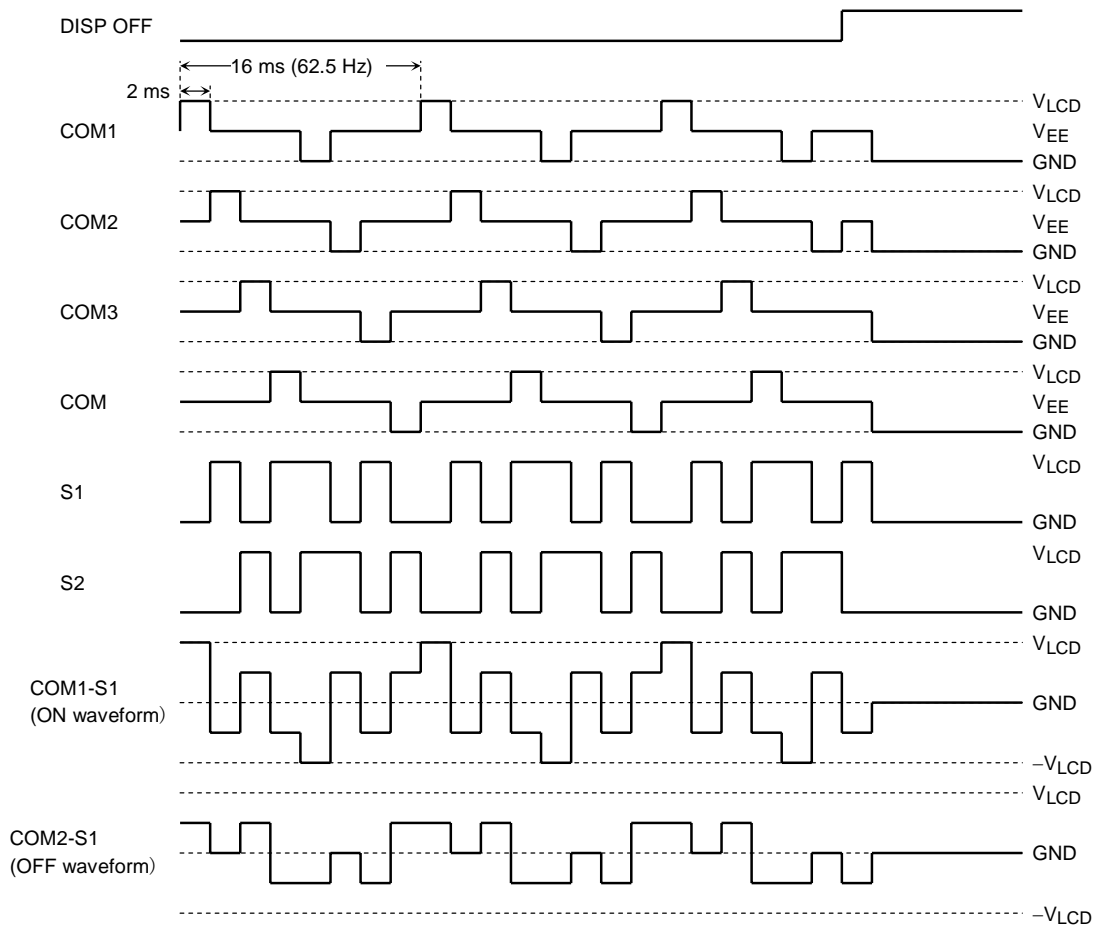 DISP OFF
16 ms (62.5 Hz)
2 ms
VLCD
COM1
VEE
GND
VLCD
COM2
VEE
GND
VLCD
COM3
VEE
GND
VLCD
COM
VEE
GND
VLCD
S1
GND
VLCD
S2
GND
VLCD
COM1-S1
(ON waveform)
GND
−VLCD
VLCD
COM2-S1
(OFF waveform)
GND
−VLCD